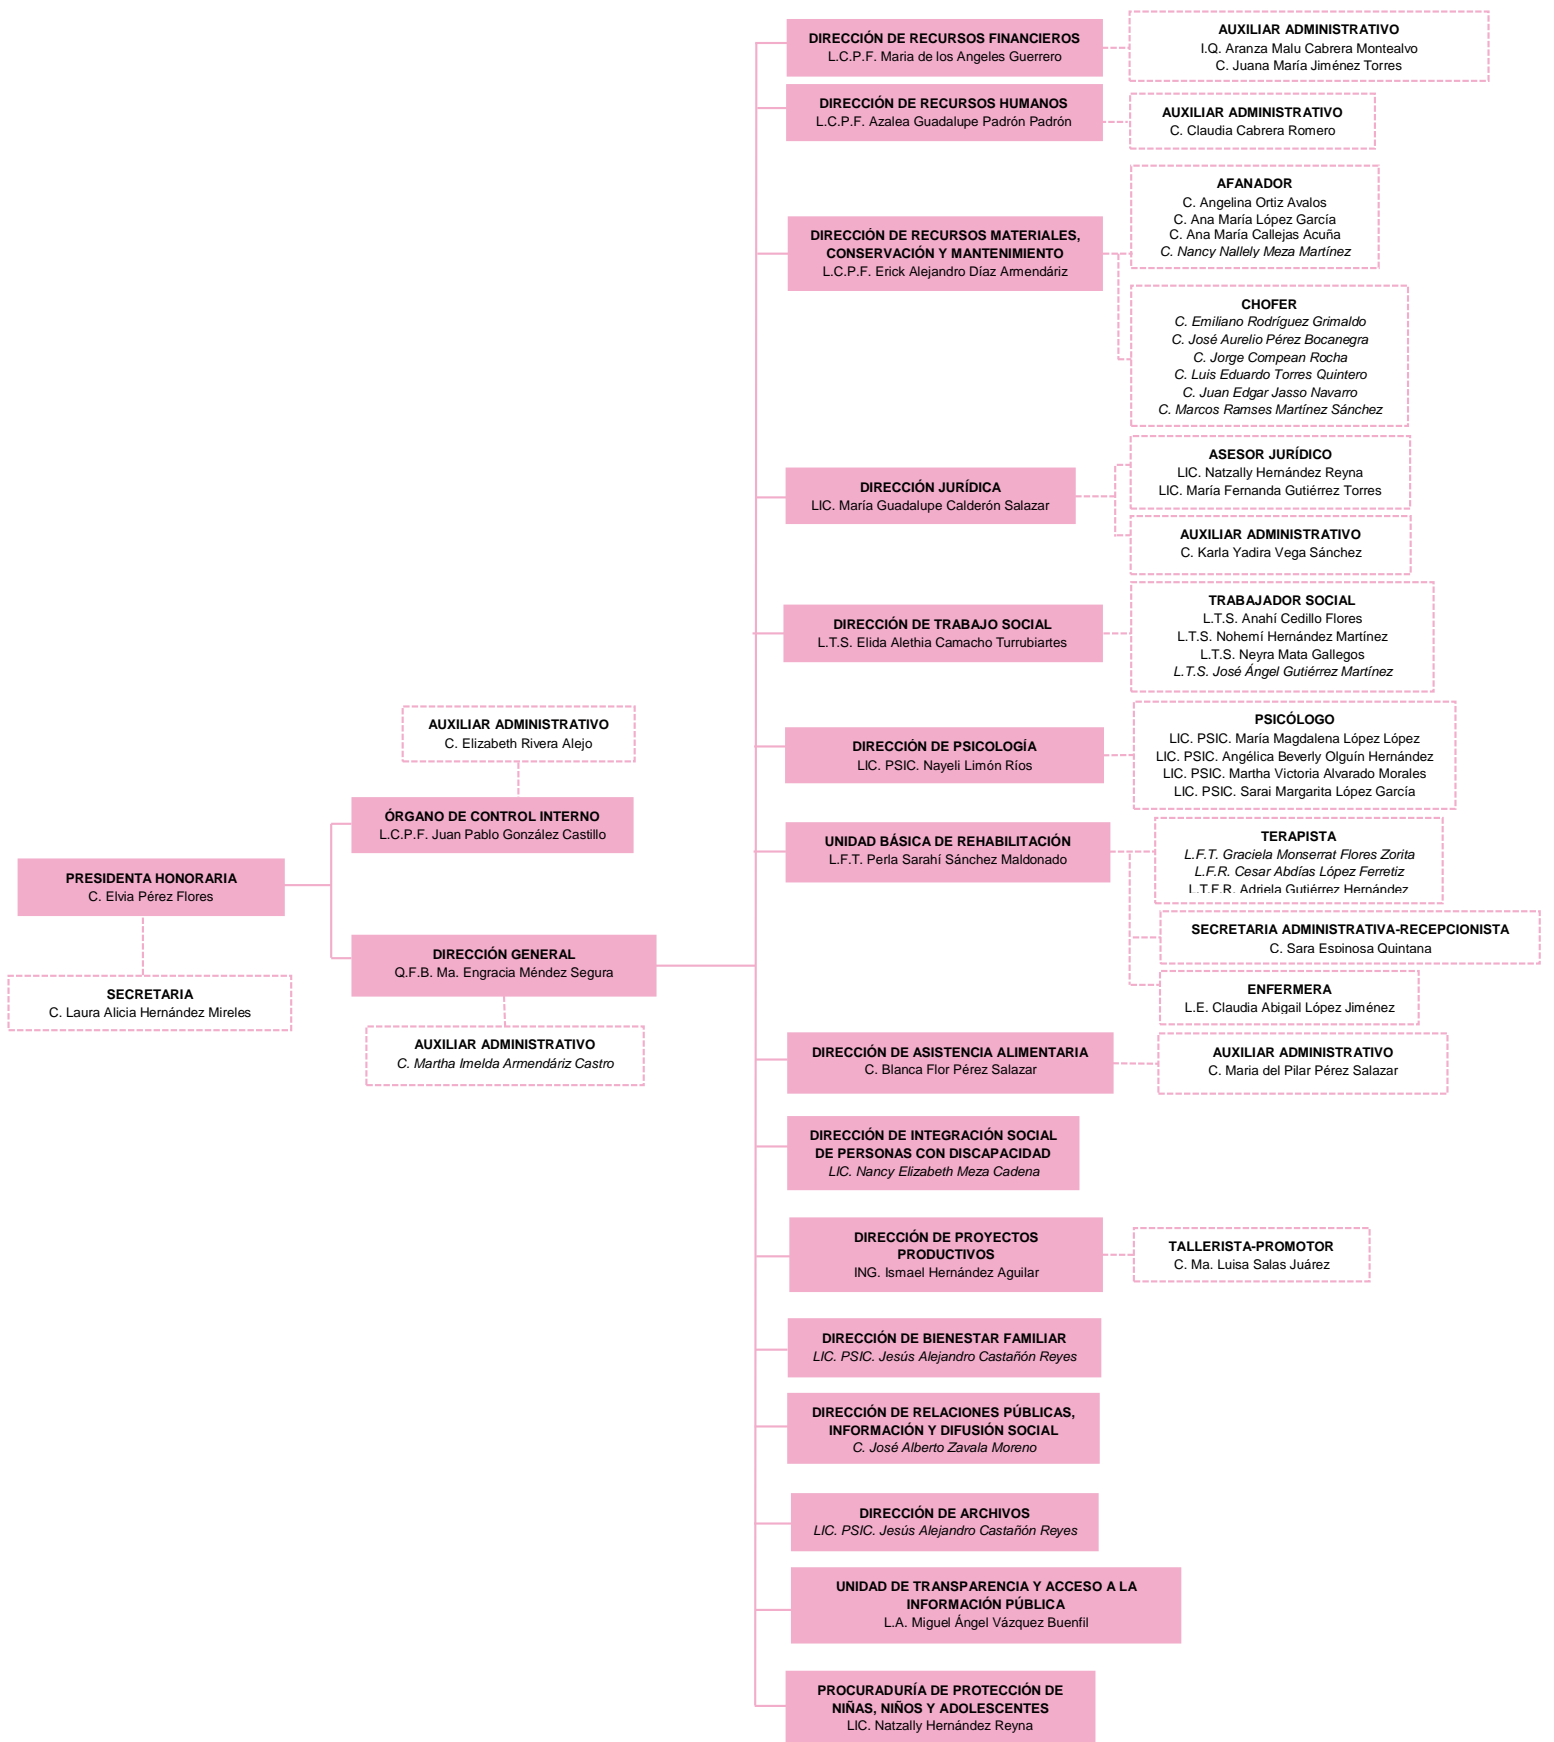 PRESIDENTA HONORARIA
C. Elvia Pérez Flores
SECRETARIA
C. Laura Alicia Hernández Mireles
AUXILIAR ADMINISTRATIVO
C. Elizabeth Rivera Alejo
ÓRGANO DE CONTROL INTERNO
L.C.P.F. Juan Pablo González Castillo
DIRECCIÓN GENERAL
Q.F.B. Ma. Engracia Méndez Segura
AUXILIAR ADMINISTRATIVO
C. Martha Imelda Armendáriz Castro
DIRECCIÓN DE RECURSOS FINANCIEROS
L.C.P.F. Maria de los Angeles Guerrero
AUXILIAR ADMINISTRATIVO
I.Q. Aranza Malu Cabrera Montealvo
C. Juana María Jiménez Torres
DIRECCIÓN DE RECURSOS HUMANOS
L.C.P.F. Azalea Guadalupe Padrón Padrón
AUXILIAR ADMINISTRATIVO
C. Claudia Cabrera Romero
DIRECCIÓN DE RECURSOS MATERIALES,
CONSERVACIÓN Y MANTENIMIENTO
L.C.P.F. Erick Alejandro Díaz Armendáriz
AFANADOR
C. Angelina Ortiz Avalos
C. Ana María López García
C. Ana María Callejas Acuña
C. Nancy Nallely Meza Martínez
CHOFER
C. Emiliano Rodríguez Grimaldo
C. José Aurelio Pérez Bocanegra
C. Jorge Compean Rocha
C. Luis Eduardo Torres Quintero
C. Juan Edgar Jasso Navarro
C. Marcos Ramses Martínez Sánchez
DIRECCIÓN JURÍDICA
LIC. María Guadalupe Calderón Salazar
ASESOR JURÍDICO
LIC. Natzally Hernández Reyna
LIC. María Fernanda Gutiérrez Torres
AUXILIAR ADMINISTRATIVO
C. Karla Yadira Vega Sánchez
DIRECCIÓN DE TRABAJO SOCIAL
L.T.S. Elida Alethia Camacho Turrubiartes
TRABAJADOR SOCIAL
L.T.S. Anahí Cedillo Flores
L.T.S. Nohemí Hernández Martínez
L.T.S. Neyra Mata Gallegos
L.T.S. José Ángel Gutiérrez Martínez
DIRECCIÓN DE PSICOLOGÍA
LIC. PSIC. Nayeli Limón Ríos
PSICÓLOGO
LIC. PSIC. María Magdalena López López
LIC. PSIC. Angélica Beverly Olguín Hernández
LIC. PSIC. Martha Victoria Alvarado Morales
LIC. PSIC. Sarai Margarita López García
UNIDAD BÁSICA DE REHABILITACIÓN
L.F.T. Perla Sarahí Sánchez Maldonado
TERAPISTA
L.F.T. Graciela Monserrat Flores Zorita
L.F.R. Cesar Abdías López Ferretiz
L.T.F.R. Adriela Gutiérrez Hernández
SECRETARIA ADMINISTRATIVA-RECEPCIONISTA
C. Sara Espinosa Quintana
ENFERMERA
L.E. Claudia Abigail López Jiménez
DIRECCIÓN DE ASISTENCIA ALIMENTARIA
C. Blanca Flor Pérez Salazar
AUXILIAR ADMINISTRATIVO
C. Maria del Pilar Pérez Salazar
DIRECCIÓN DE INTEGRACIÓN SOCIAL
DE PERSONAS CON DISCAPACIDAD
LIC. Nancy Elizabeth Meza Cadena
DIRECCIÓN DE PROYECTOS
PRODUCTIVOS
ING. Ismael Hernández Aguilar
TALLERISTA-PROMOTOR
C. Ma. Luisa Salas Juárez
DIRECCIÓN DE BIENESTAR FAMILIAR
LIC. PSIC. Jesús Alejandro Castañón Reyes
DIRECCIÓN DE RELACIONES PÚBLICAS,
INFORMACIÓN Y DIFUSIÓN SOCIAL
C. José Alberto Zavala Moreno
DIRECCIÓN DE ARCHIVOS
LIC. PSIC. Jesús Alejandro Castañón Reyes
UNIDAD DE TRANSPARENCIA Y ACCESO A LA
INFORMACIÓN PÚBLICA
L.A. Miguel Ángel Vázquez Buenfil
PROCURADURÍA DE PROTECCIÓN DE
NIÑAS, NIÑOS Y ADOLESCENTES
LIC. Natzally Hernández Reyna